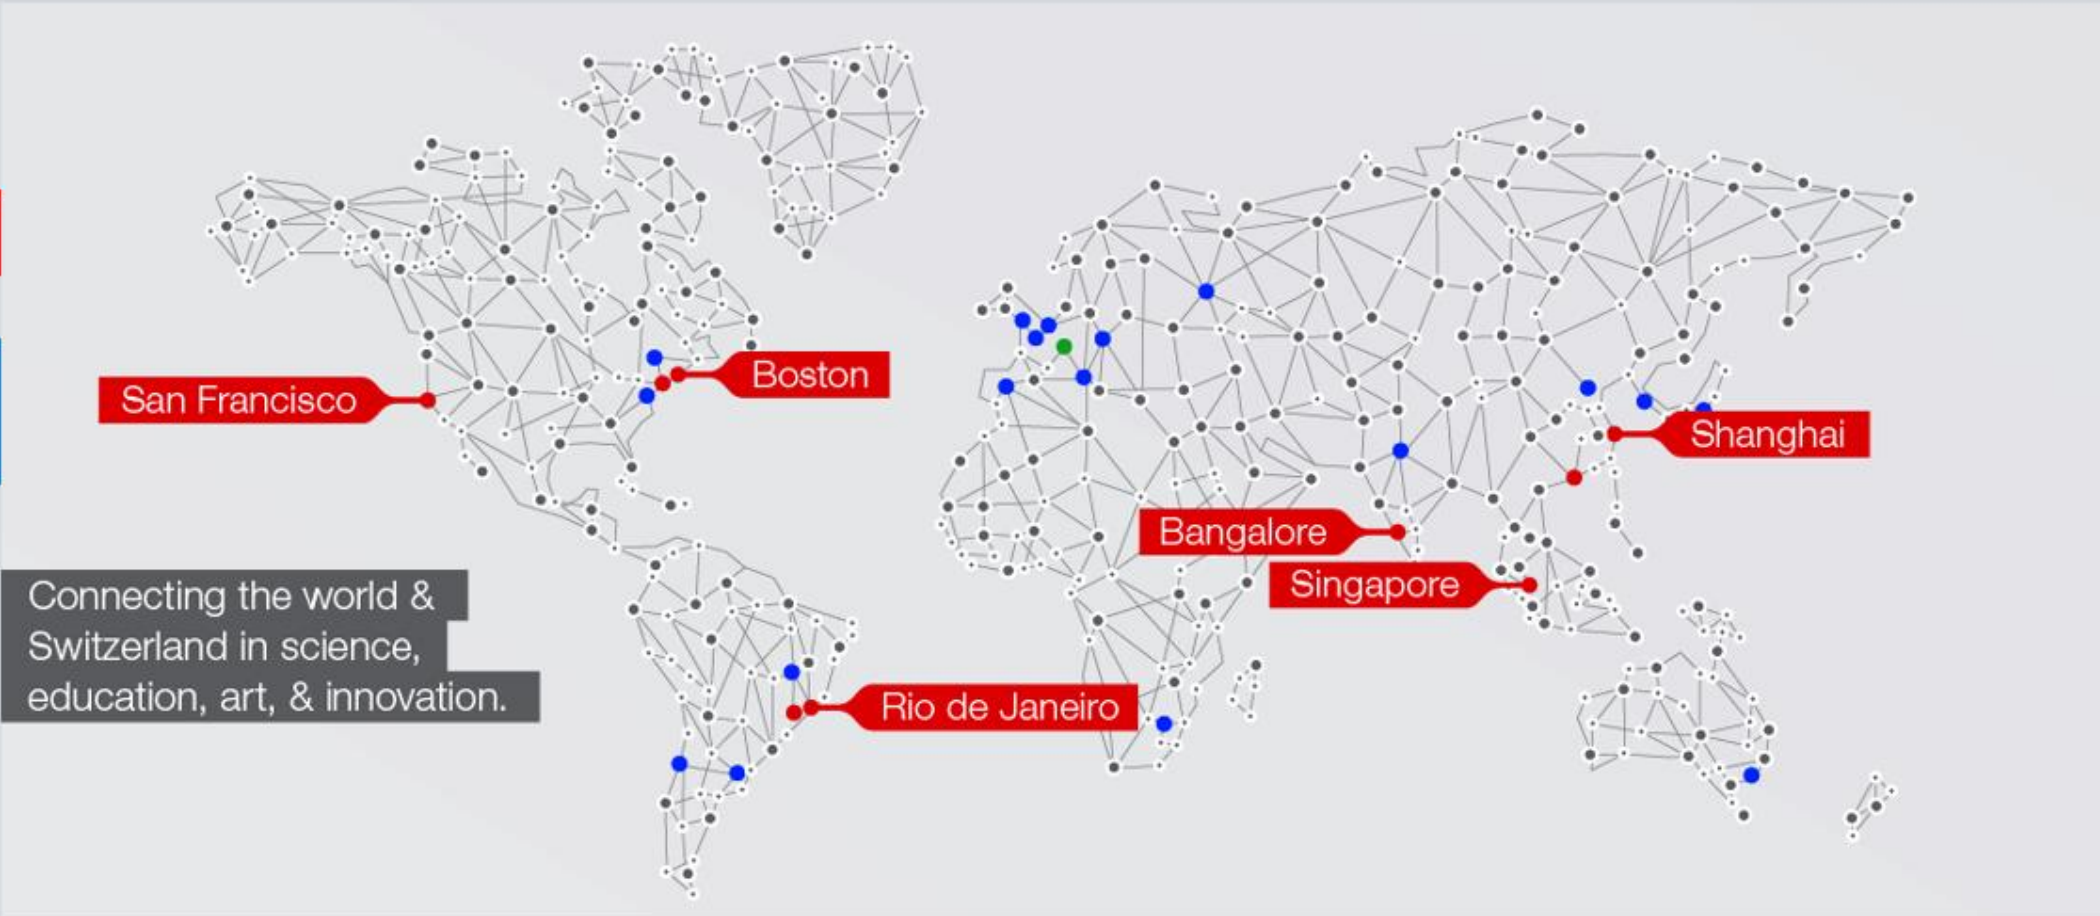 Boston
San Francisco
Shanghai
Bangalore
Singapore
Connecting the world &
Switzerland in science,
education, art, & innovation.
Rio de Janeiro